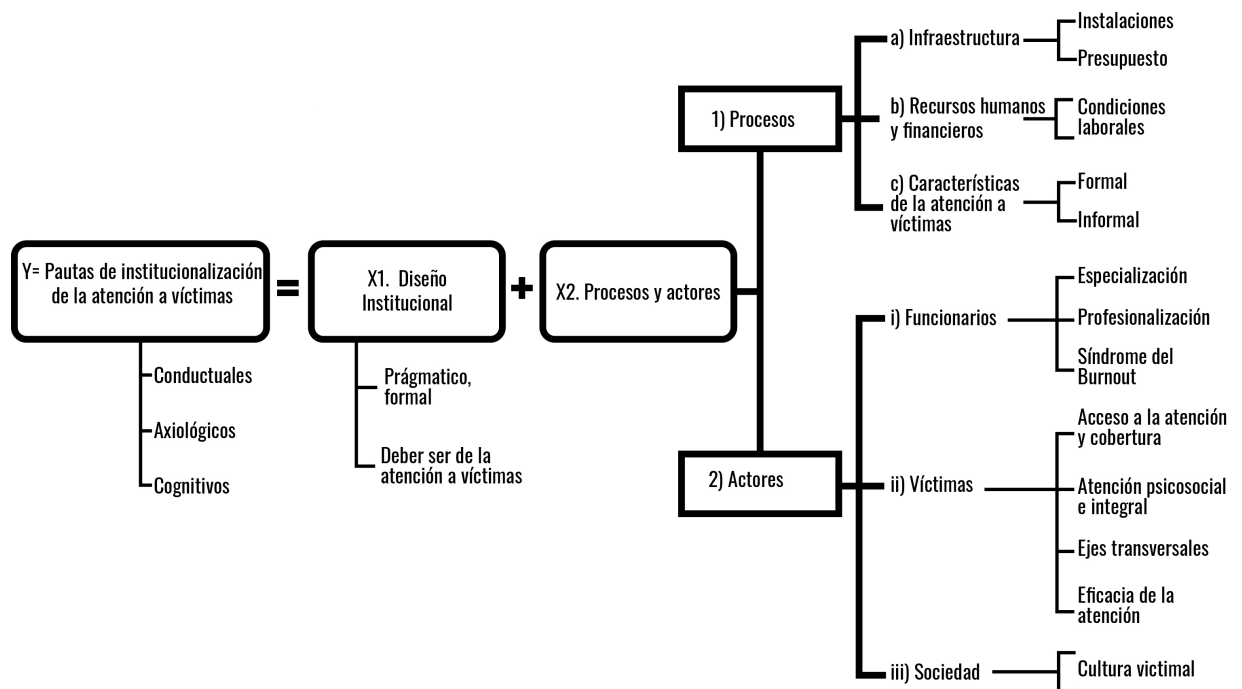 Y= Pautas de institucionalización
de la atención a víctimas
=
X1. Diseño
Institucional
+
X2. Procesos y actores
Conductuales
Axiológicos
Cognitivos
Prágmatico,
formal
Deber ser de la
atención a víctimas
1) Procesos
a) Infraestructura
Instalaciones
Presupuesto
b) Recursos humanos
y financieros
Condiciones
laborales
c) Características
de la atención a
víctimas
Formal
Informal
2) Actores
i) Funcionarios
Especialización
Profesionalización
Síndrome del
Burnout
ii) Víctimas
Acceso a la atención
y cobertura
Atención psicosocial
e integral
Ejes transversales
Eficacia de la
atención
iii) Sociedad
Cultura victimal